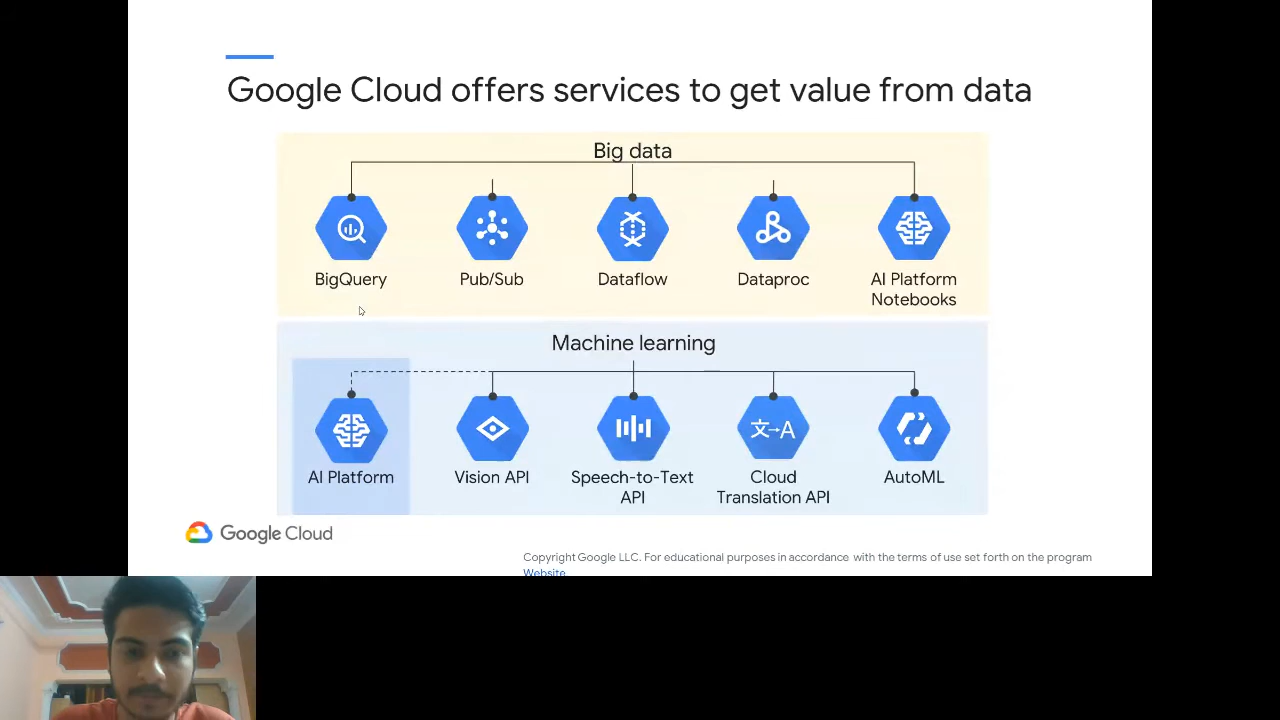 Google Cloud offers services to get value from data
Big data
BigQuery
Pub/Sub
Dataflow
Dataproc
AI Platform
Notebooks
Machine learning
文→A
AI Platform
Vision API
Speech-to-Text
API
Cloud
Translation API
AutoML
Google Cloud
Copyright Google LLC. For educational purposes in accordance with the terms of use set forth on the program
Website.